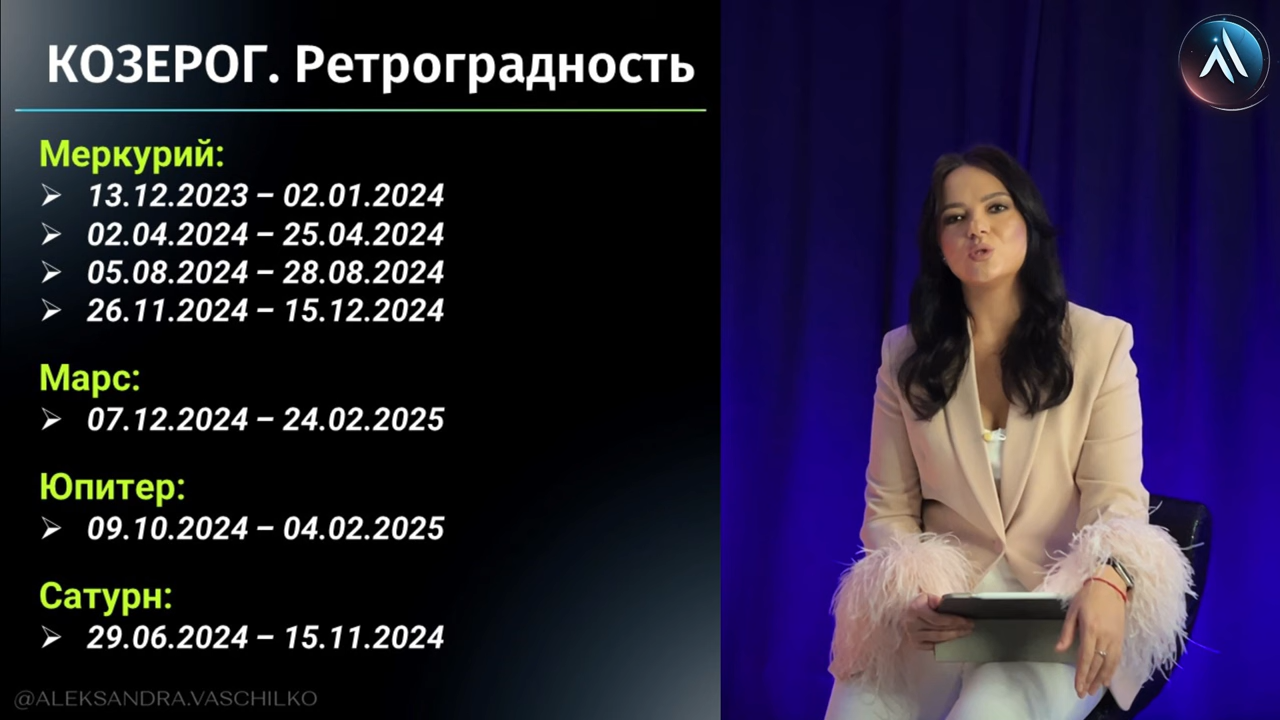 КОЗЕРОГ. Ретроградность
Меркурий:
➢ 13.12.2023 – 02.01.2024
➢ 02.04.2024 – 25.04.2024
➢ 05.08.2024 – 28.08.2024
➢ 26.11.2024 – 15.12.2024
Марс:
➢ 07.12.2024 – 24.02.2025
Юпитер:
➢ 09.10.2024 – 04.02.2025
Сатурн:
➢ 29.06.2024 – 15.11.2024
@ALEKSANDRA.VASCHILKO